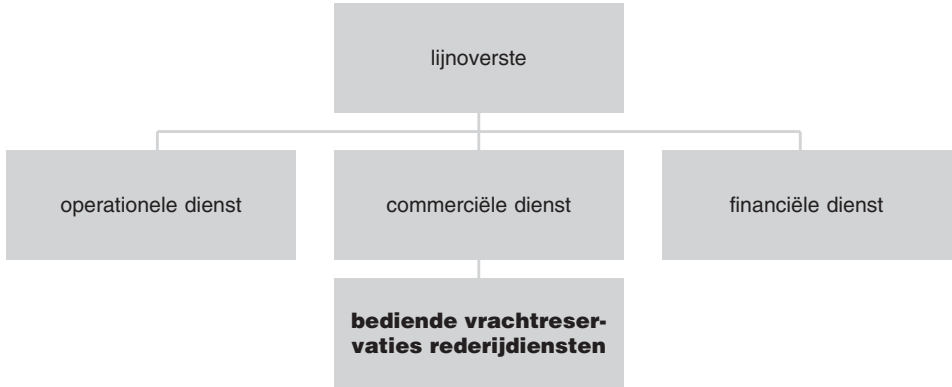 lijnoverste
operationele dienst
commerciële dienst
financiële dienst
bediende vrachtreser-
vaties rederijdiensten